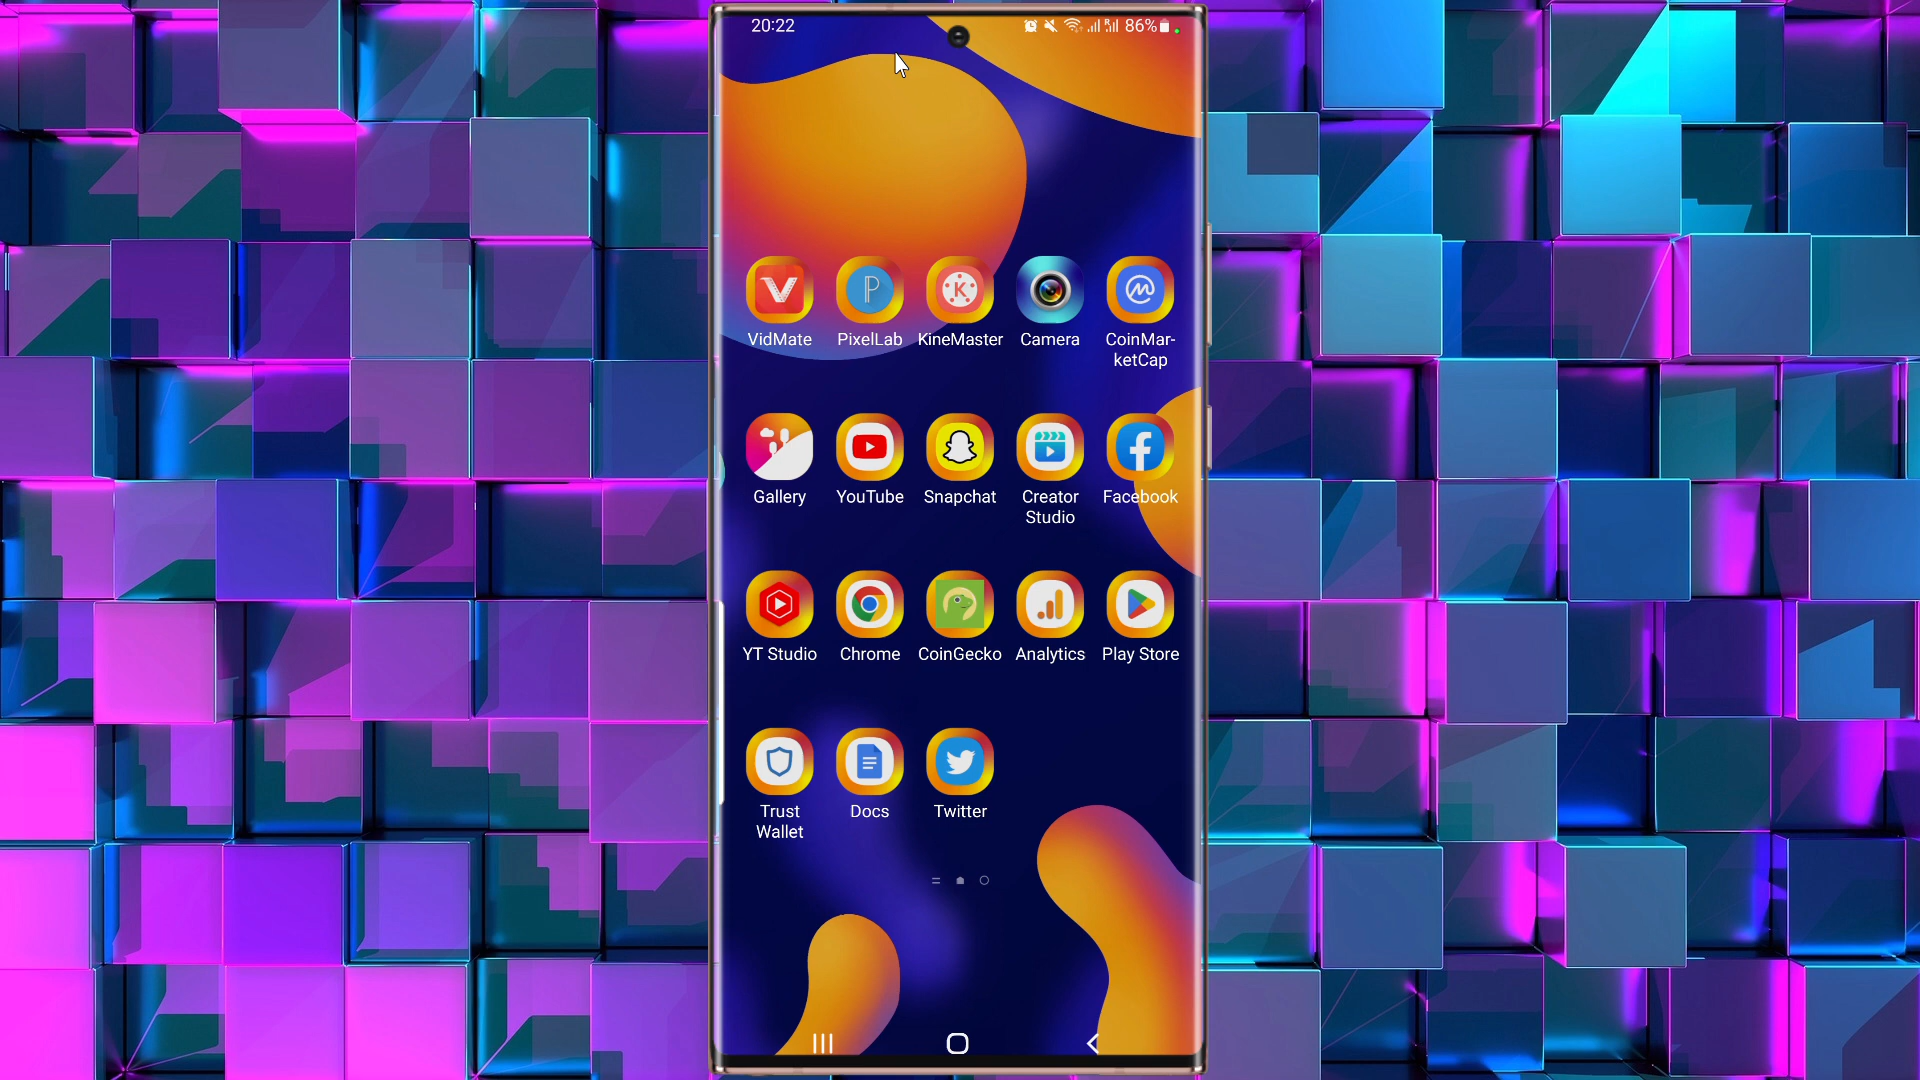 20:22
86%
VidMate PixelLab KineMaster Camera CoinMar-
ketCap
Gallery YouTube Snapchat Creator Facebook
Studio
YT Studio Chrome CoinGecko Analytics Play Store
Trust Docs Twitter
Wallet